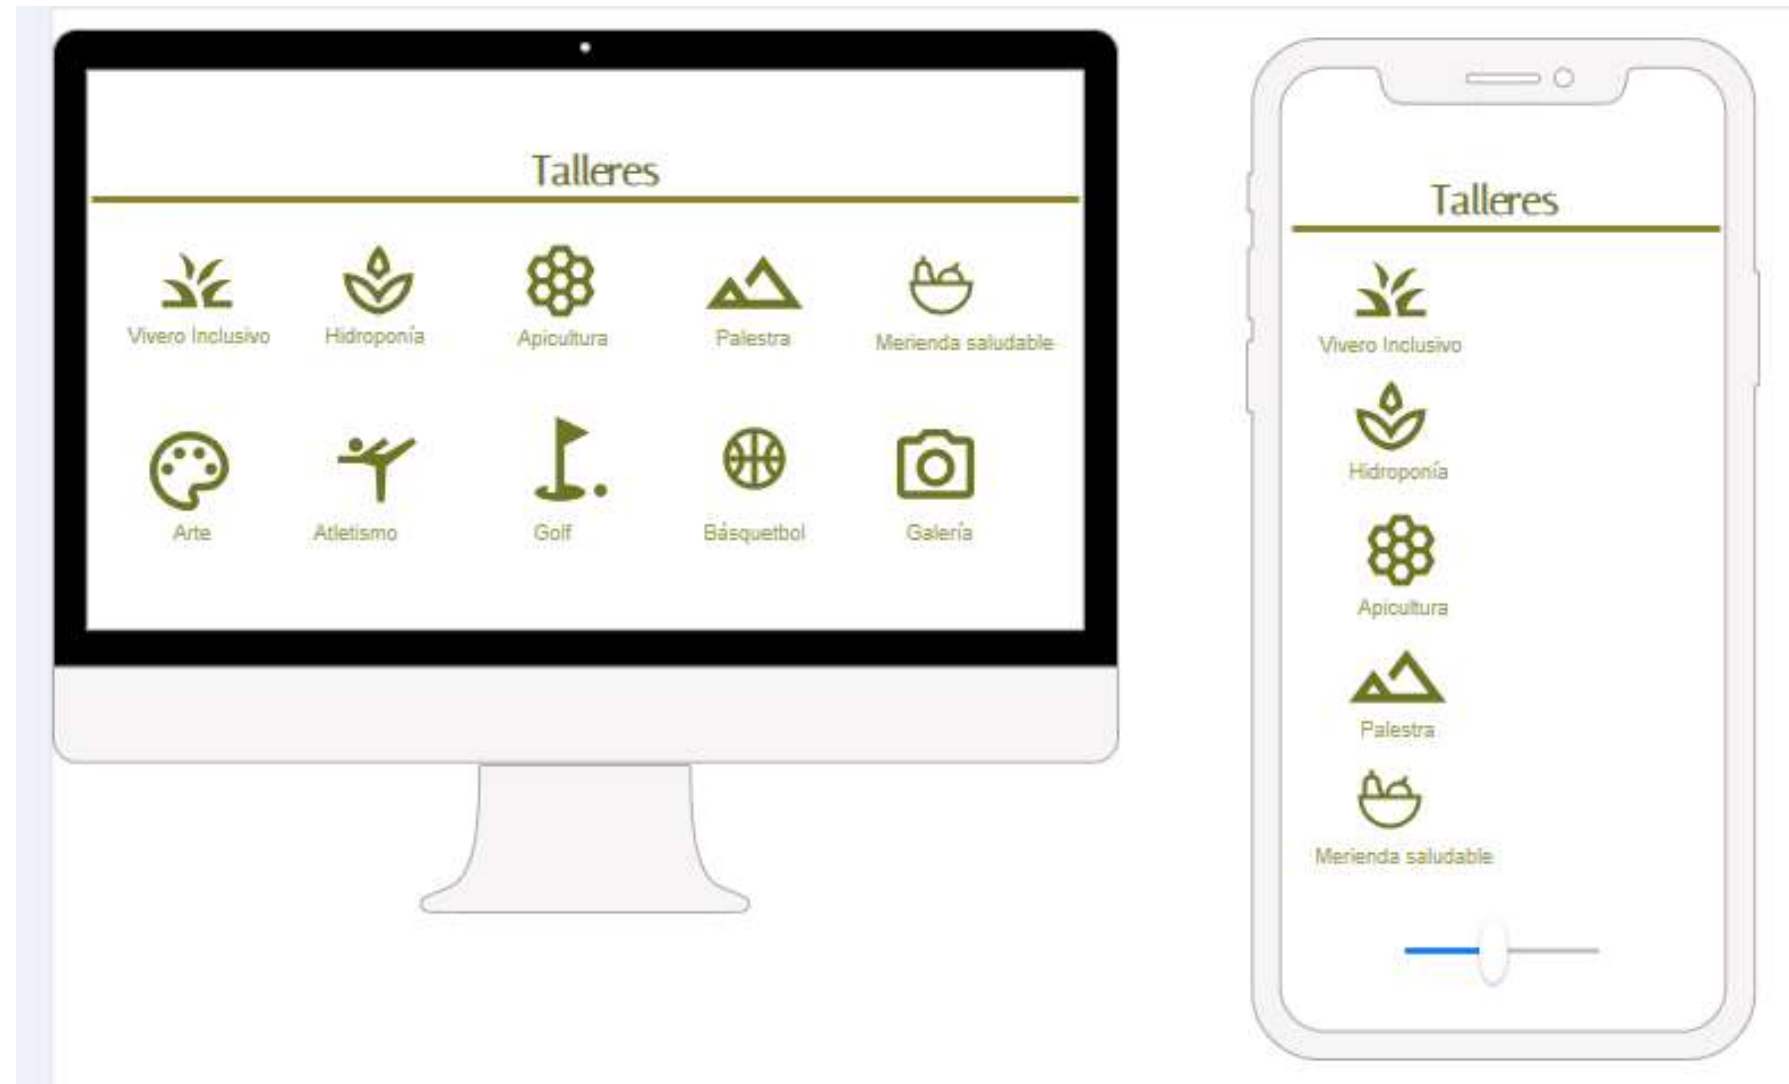 Talleres
Vivero Inclusivo
Hidroponía
Apicultura
Palestra
Merienda saludable
Arte
Atletismo
Golf
Básquetbol
Galería
Talleres
Vivero Inclusivo
Hidroponía
Apicultura
Palestra
Merienda saludable